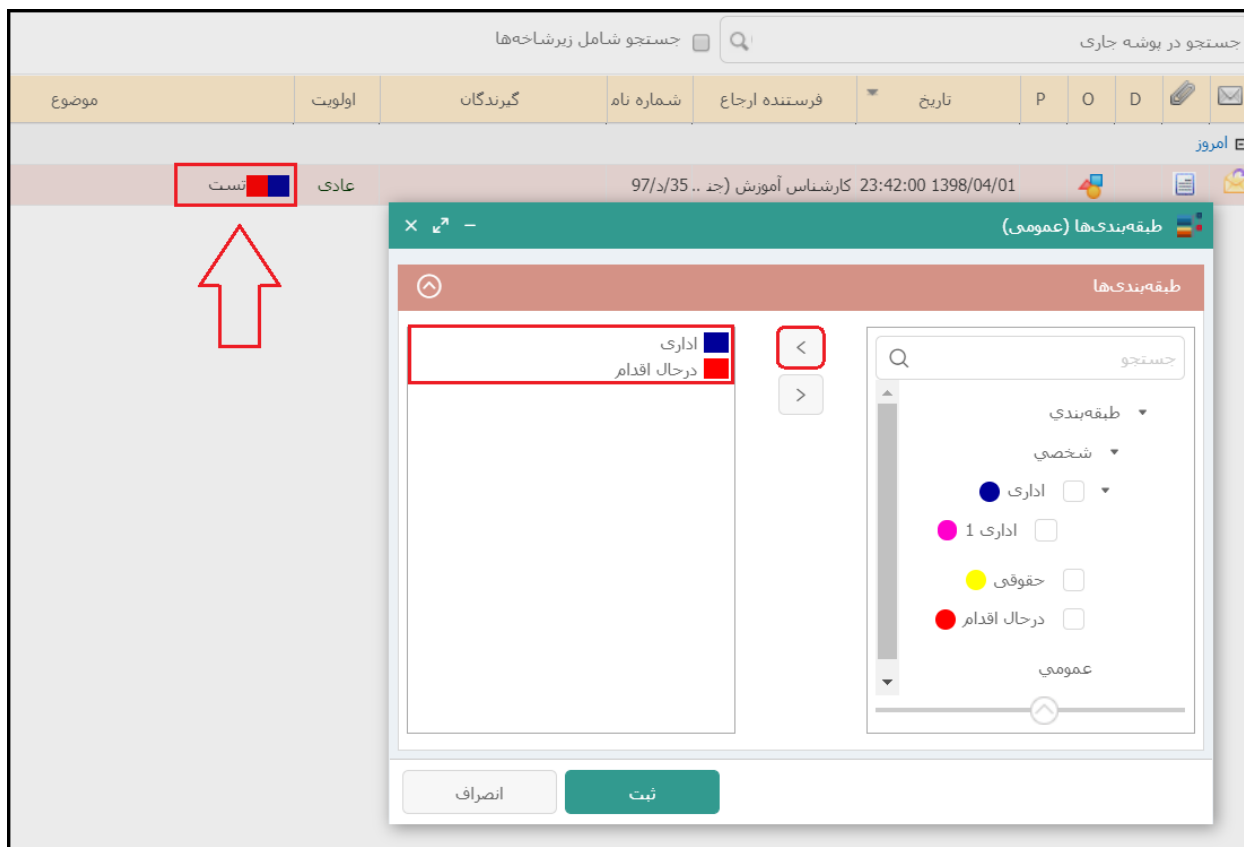 جستجو در پوشه جاری
جستجو شامل زیرشاخه‌ها
D O P تاریخ فرستنده ارجاع شماره نام گیرندگان اولویت موضوع
امروز
1398/04/01 23:42:00 کارشناس آموزش (جن .. 35/د/97 عادی تست
طبقه‌بندی‌ها (عمومی)
طبقه‌بندی‌ها
جستجو
طبقه‌بندي
شخصي
اداری
اداری 1
حقوقی
درحال اقدام
عمومي
اداری
درحال اقدام
ثبت
انصراف